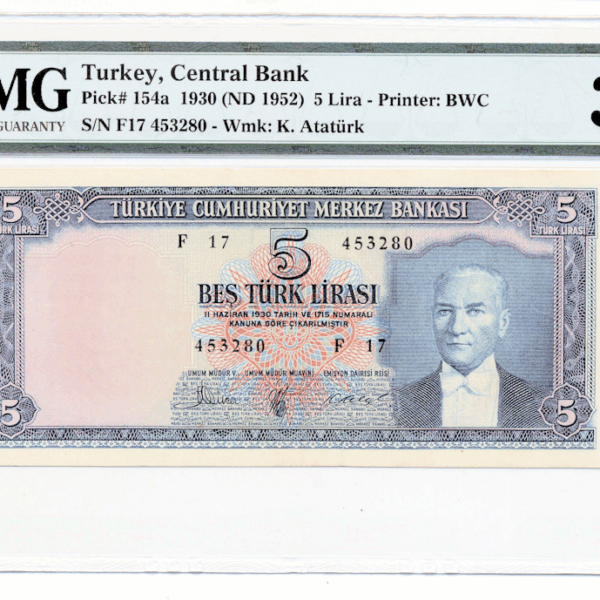 MG
GUARANTY
Turkey, Central Bank
Pick# 154a 1930 (ND 1952) 5 Lira - Printer: BWC
S/N F17 453280 - Wmk: K. Atatürk
3
5 TÜRKİYE CUMHURİYET MERKEZ BANKASI 5
TÜRK LİRASI
F 17 5 453280
BEŞ TÜRK LİRASI
11 HAZİRAN 1930 TARİH VE 1715 NUMARALI
KANUNA GÖRE ÇIKARILMIŞTIR
453280 F 17
UMUM MÜDÜR V. UMUM MÜDÜR MUAVİNİ EMİSYON DAİRESİ REİSİ
5 5